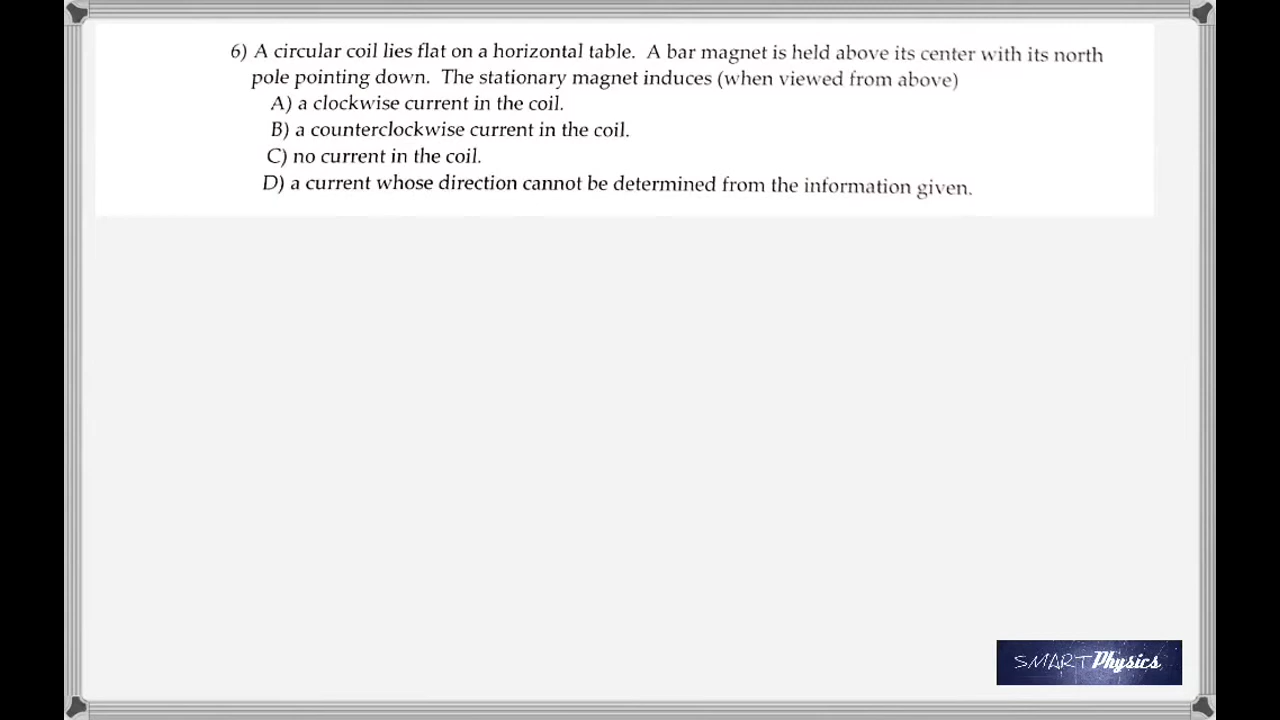 6) A circular coil lies flat on a horizontal table. A bar magnet is held above its center with its north
pole pointing down. The stationary magnet induces (when viewed from above)
A) a clockwise current in the coil.
B) a counterclockwise current in the coil.
C) no current in the coil.
D) a current whose direction cannot be determined from the information given.
SMART Physics